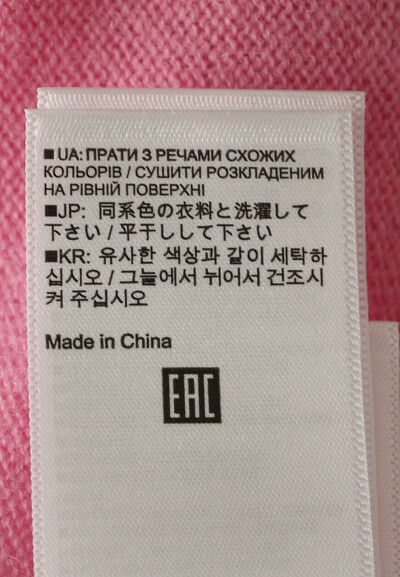 ■UA: ПРАТИ З РЕЧАМИ СХОЖИХ
КОЛЬОРІВ / СУШИТИ РОЗКЛАДЕНИМ
НА РІВНІЙ ПОВЕРХНІ
■JP: 同系色の衣料と洗濯して
下さい / 平干しして下さい
■KR: 유사한 색상과 같이 세탁하
십시오 / 그늘에서 뉘어서 건조시
켜 주십시오
Made in China
EAC